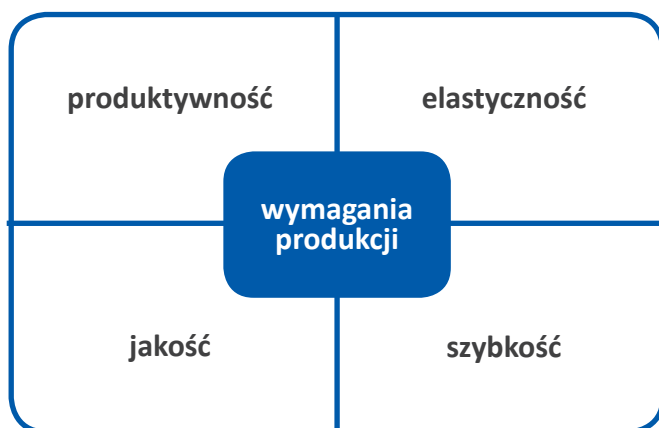 produktywność
elastyczność
wymagania
produkcji
jakość
szybkość